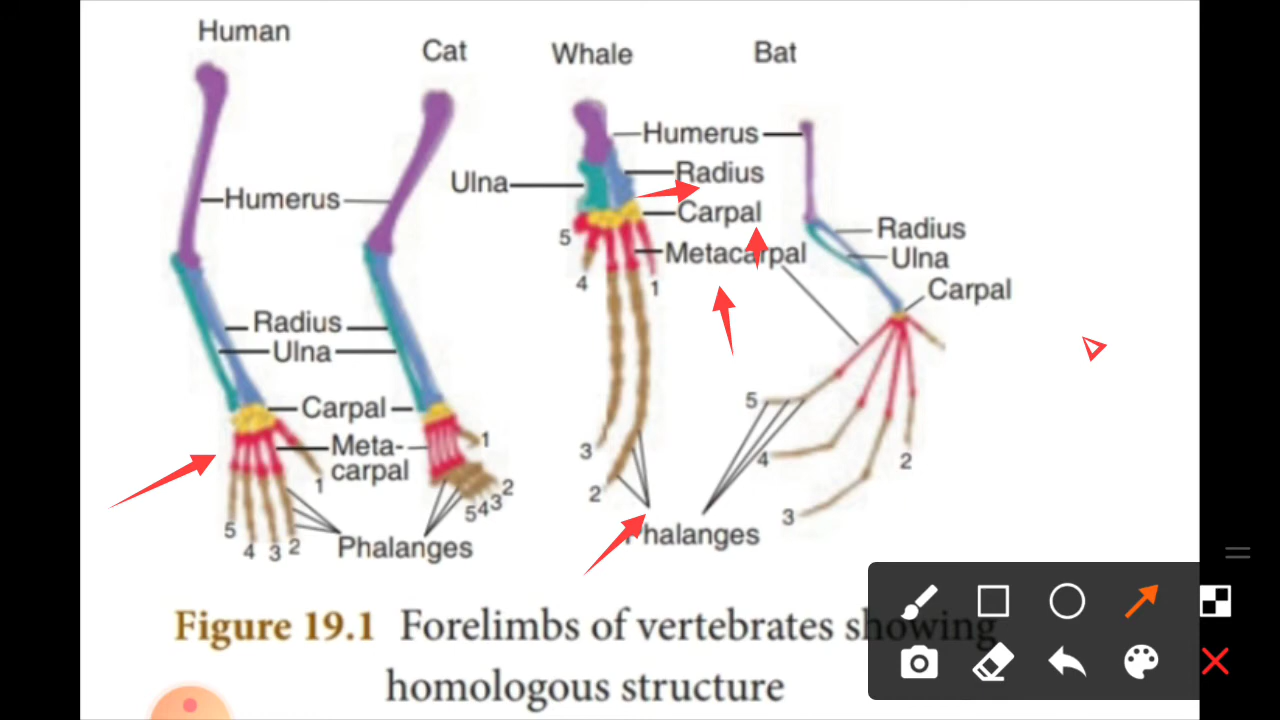 Human
Cat
Whale
Bat
Humerus
Radius
Ulna
Carpal
5
Metacarpal
4
1
Humerus
Radius
Ulna
Carpal
Radius
Ulna
Carpal
Meta-
carpal
1
5
4
3
2
1
2
3
4
5
Phalanges
3
2
5
4
3
2
Phalanges
Figure 19.1 Forelimbs of vertebrates showing
homologous structure